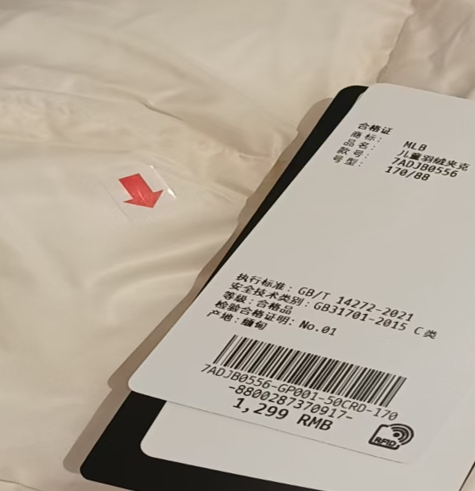 合格证
商标: MLB
品名: 儿童羽绒夹克
款号: 7ADJB0556
号型: 170/88
执行标准: GB/T 14272-2021
安全技术类别: GB31701-2015 C类
等级: 合格品
检验合格证明: No.01
产地: 缅甸
7ADJB0556-GP001-50CRD-170
-8800287370917-
1,299 RMB
RFID